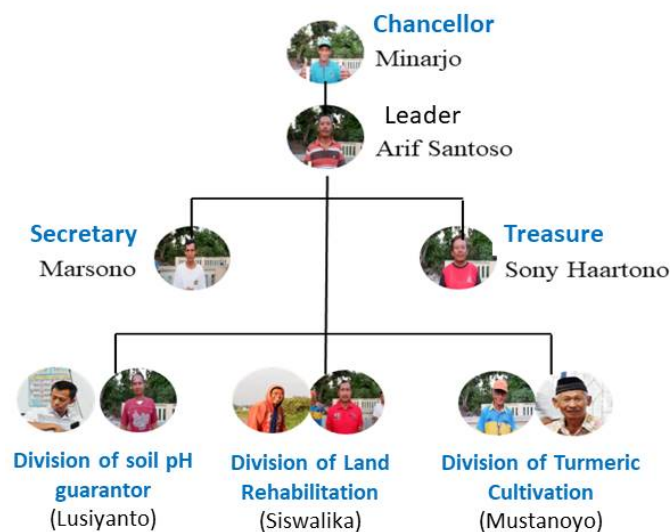 Chancellor
Minarjo
Leader
Arif Santoso
Secretary
Marsono
Treasure
Sony Haartono
Division of soil pH
guarantor
(Lusiyanto)
Division of Land
Rehabilitation
(Siswalika)
Division of Turmeric
Cultivation
(Mustanoyo)